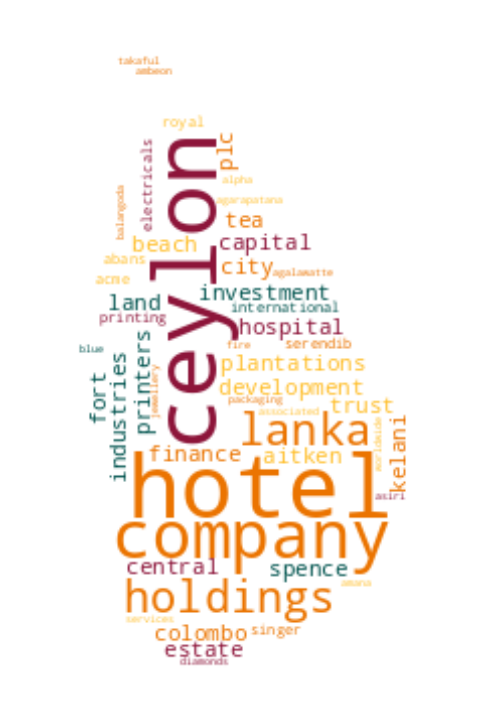 takaful
ambeon
royal
ceylon
plc
electricals
alpha
balangoda
agarapatana
tea
beach
capital
abans
city
agalamatte
acme
investment
land
international
printing
hospital
blue
fire
serendib
printers
industries
fort
jewellery
plantations
development
packaging
associated
trust
worldwide
kelani
lanka
finance
aitken
hotel
asiri
company
central
spence
amana
holdings
services
colombo
singer
estate
diamonds